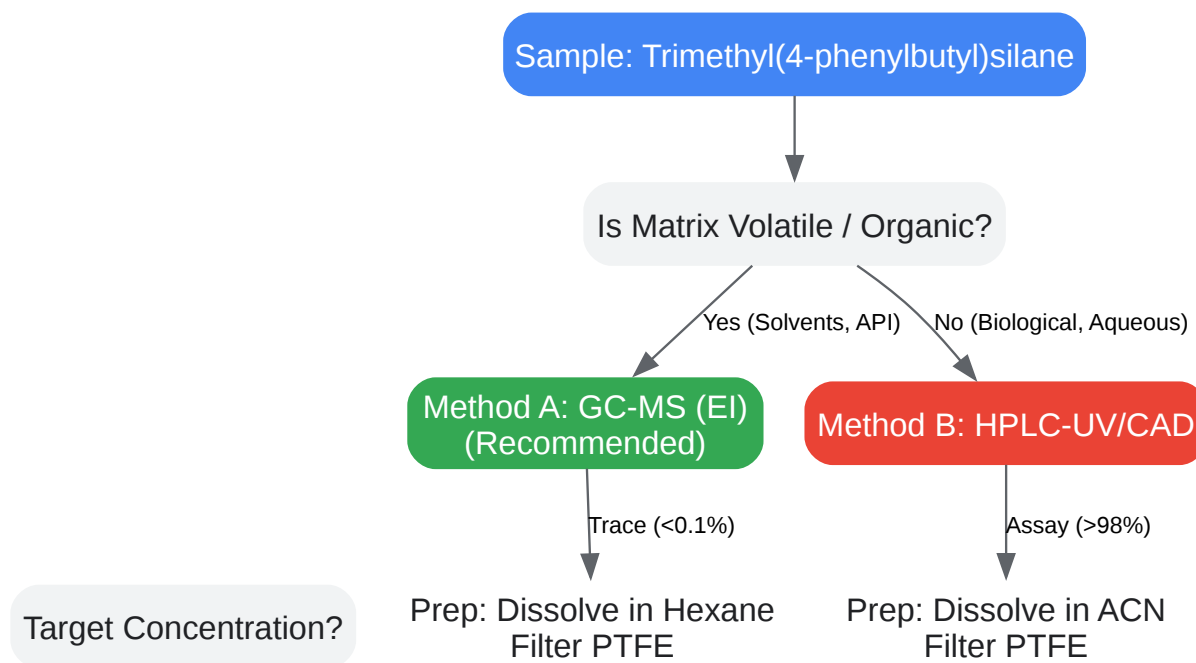 Sample: Trimethyl(4-phenylbutyl)silane
Is Matrix Volatile / Organic?
Yes (Solvents, API)
No (Biological, Aqueous)
Method A: GC-MS (EI)
(Recommended)
Method B: HPLC-UV/CAD
Trace (<0.1%)
Assay (>98%)
Target Concentration?
Prep: Dissolve in Hexane
Filter PTFE
Prep: Dissolve in ACN
Filter PTFE